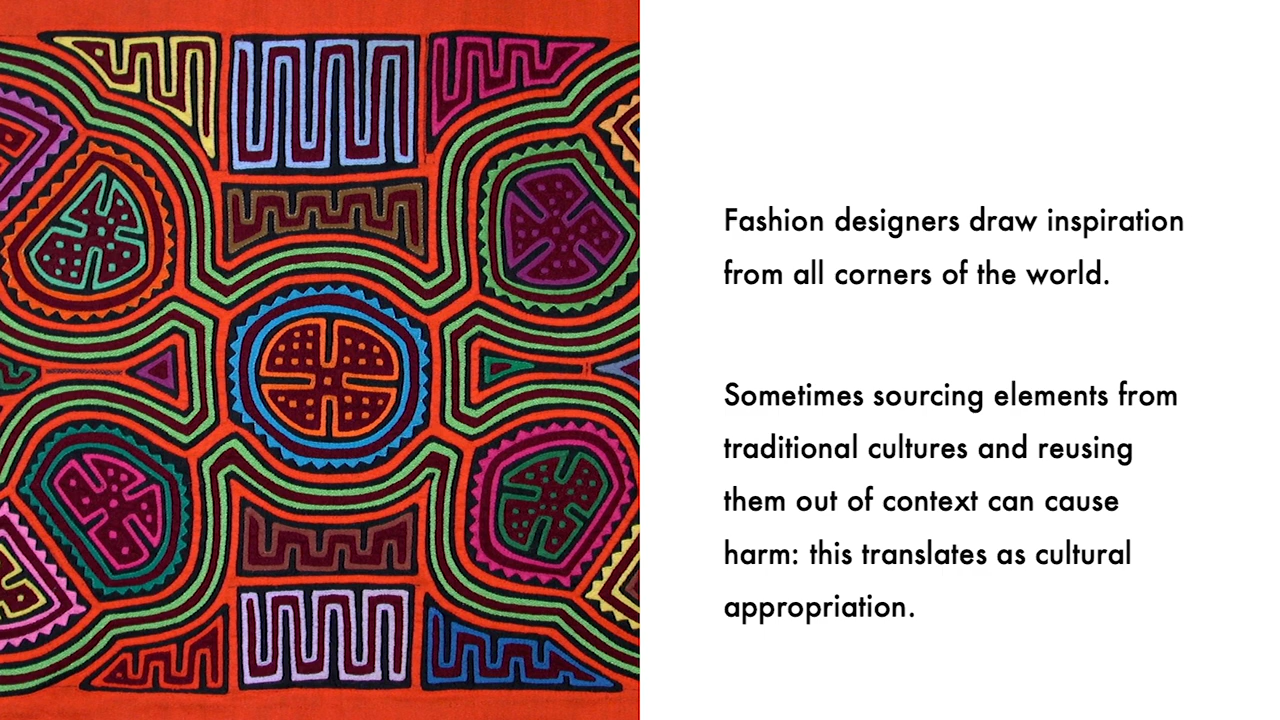 Fashion designers draw inspiration
from all corners of the world.
Sometimes sourcing elements from
traditional cultures and reusing
them out of context can cause
harm: this translates as cultural
appropriation.